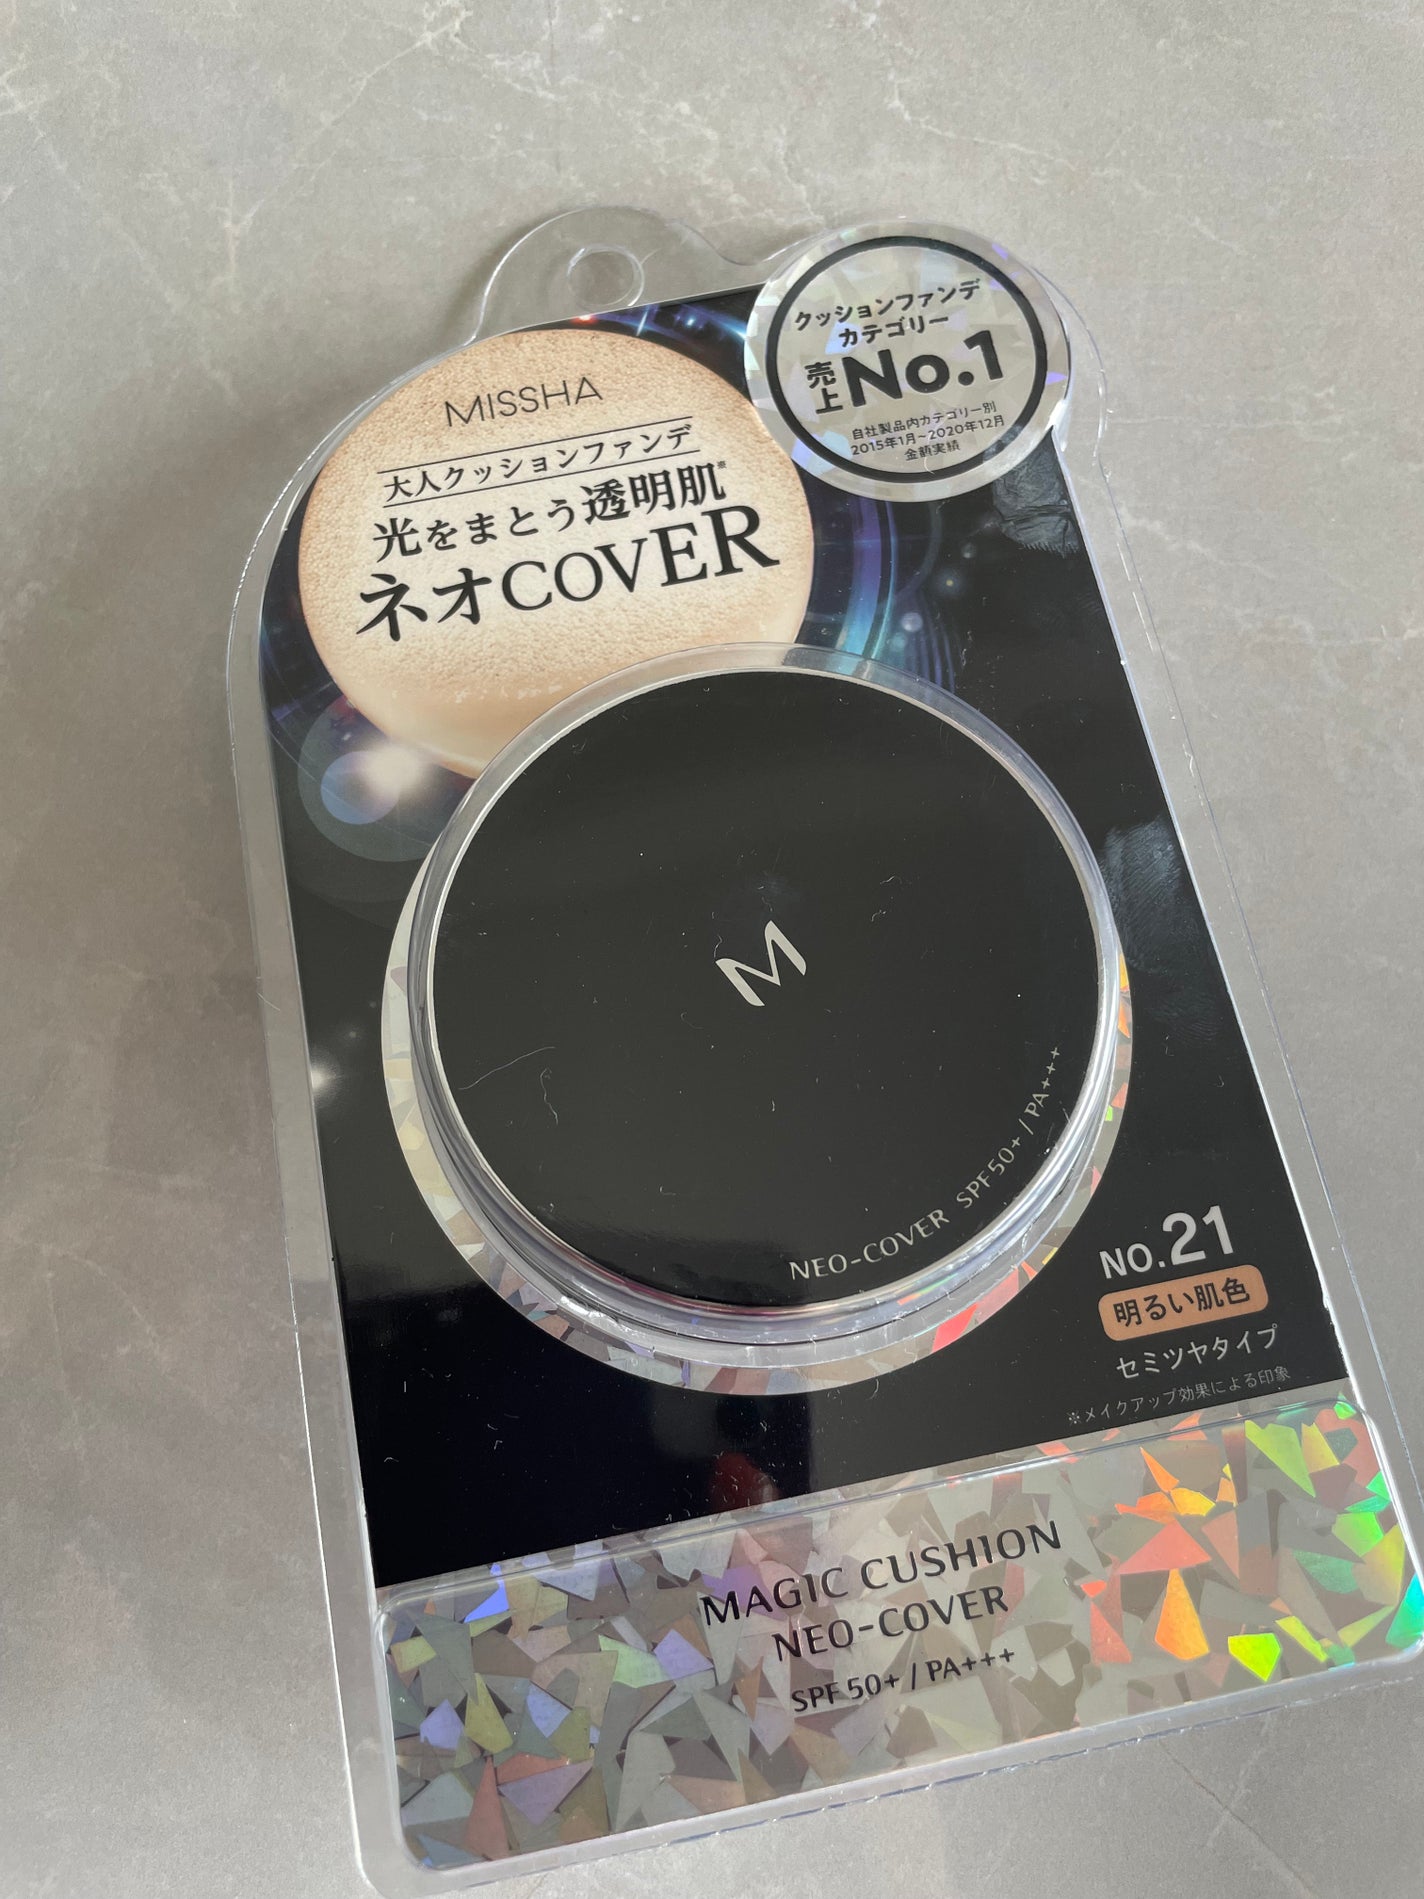 クッションファンデ
カテゴリー
売上No.1
自社製品内カテゴリー別
2015年1月~2020年12月
金額実績
MISSHA
大人クッションファンデ
光をまとう透明肌※
ネオCOVER
M
NEO-COVER SPF50+ / PA+++
NO.21
明るい肌色
セミツヤタイプ
※メイクアップ効果による印象
MAGIC CUSHION
NEO-COVER
SPF 50+ / PA+++